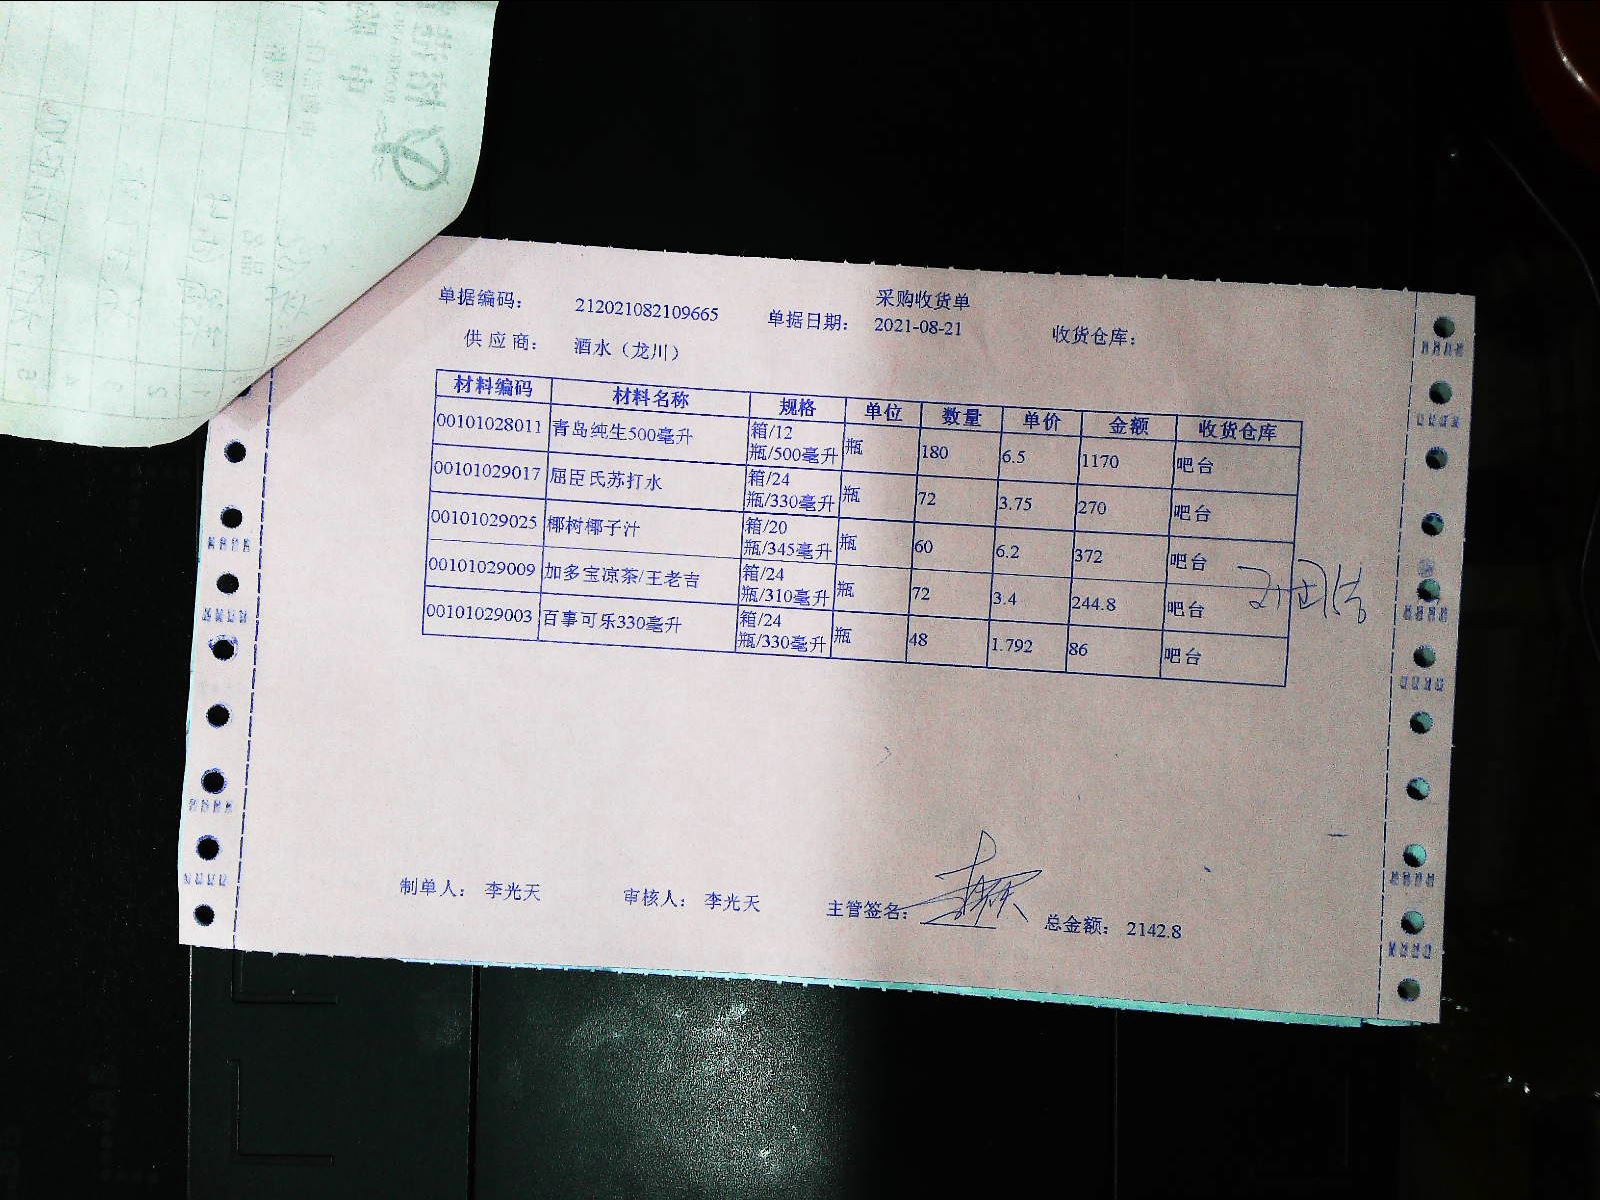 采购收货单
单据编码： 212021082109665 单据日期： 2021-08-21 收货仓库：
供应商： 酒水（龙川）
材料编码 材料名称 规格 单位 数量 单价 金额 收货仓库
00101028011 青岛纯生500毫升 箱/12瓶/500毫升 瓶 180 6.5 1170 吧台
00101029017 屈臣氏苏打水 箱/24瓶/330毫升 瓶 72 3.75 270 吧台
00101029025 椰树椰子汁 箱/20瓶/345毫升 瓶 60 6.2 372 吧台
00101029009 加多宝凉茶/王老吉 箱/24瓶/310毫升 瓶 72 3.4 244.8 吧台
00101029003 百事可乐330毫升 箱/24瓶/330毫升 瓶 48 1.792 86 吧台
制单人： 李光天 审核人： 李光天 主管签名： 总金额： 2142.8